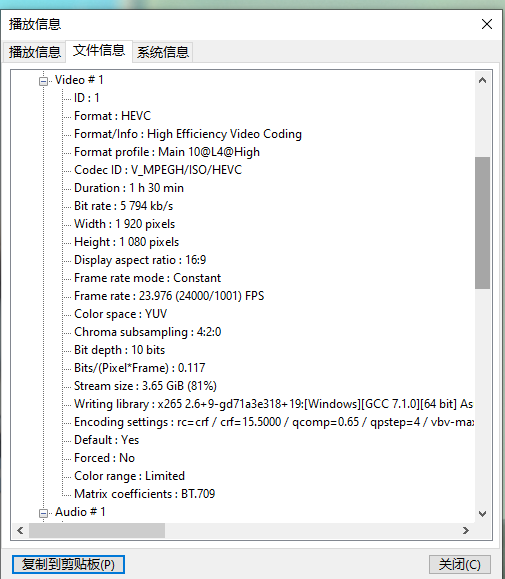 播放信息
播放信息 文件信息 系统信息
Video # 1
ID : 1
Format : HEVC
Format/Info : High Efficiency Video Coding
Format profile : Main 10@L4@High
Codec ID : V_MPEGH/ISO/HEVC
Duration : 1 h 30 min
Bit rate : 5 794 kb/s
Width : 1 920 pixels
Height : 1 080 pixels
Display aspect ratio : 16:9
Frame rate mode : Constant
Frame rate : 23.976 (24000/1001) FPS
Color space : YUV
Chroma subsampling : 4:2:0
Bit depth : 10 bits
Bits/(Pixel*Frame) : 0.117
Stream size : 3.65 GiB (81%)
Writing library : x265 2.6+9-gd71a3e318+19:[Windows][GCC 7.1.0][64 bit] As
Encoding settings : rc=crf / crf=15.5000 / qcomp=0.65 / qpstep=4 / vbv-max
Default : Yes
Forced : No
Color range : Limited
Matrix coefficients : BT.709
Audio # 1
复制到剪贴板(P) 关闭(C)